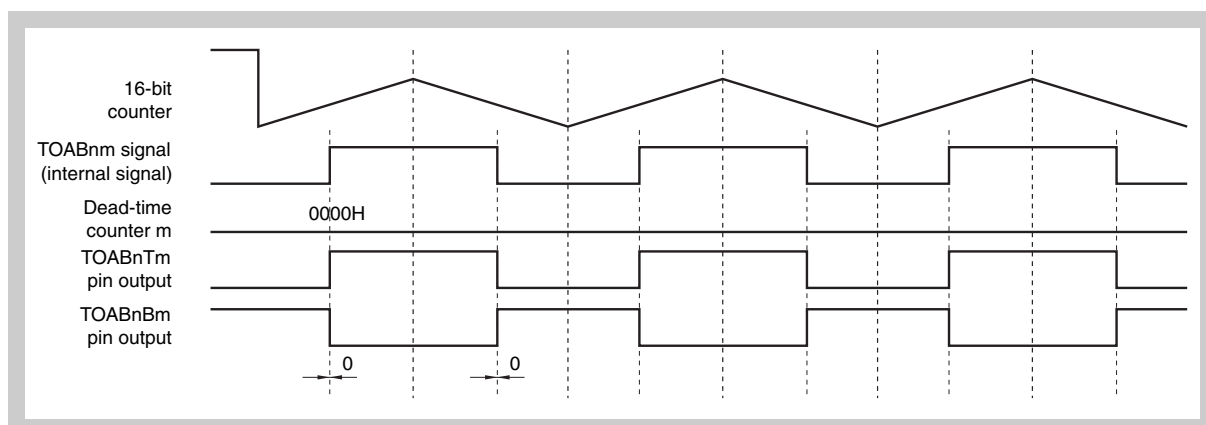 16-bit
counter
TOABnm signal
(internal signal)
Dead-time
counter m
0000H
TOABnTm
pin output
TOABnBm
pin output
0
0